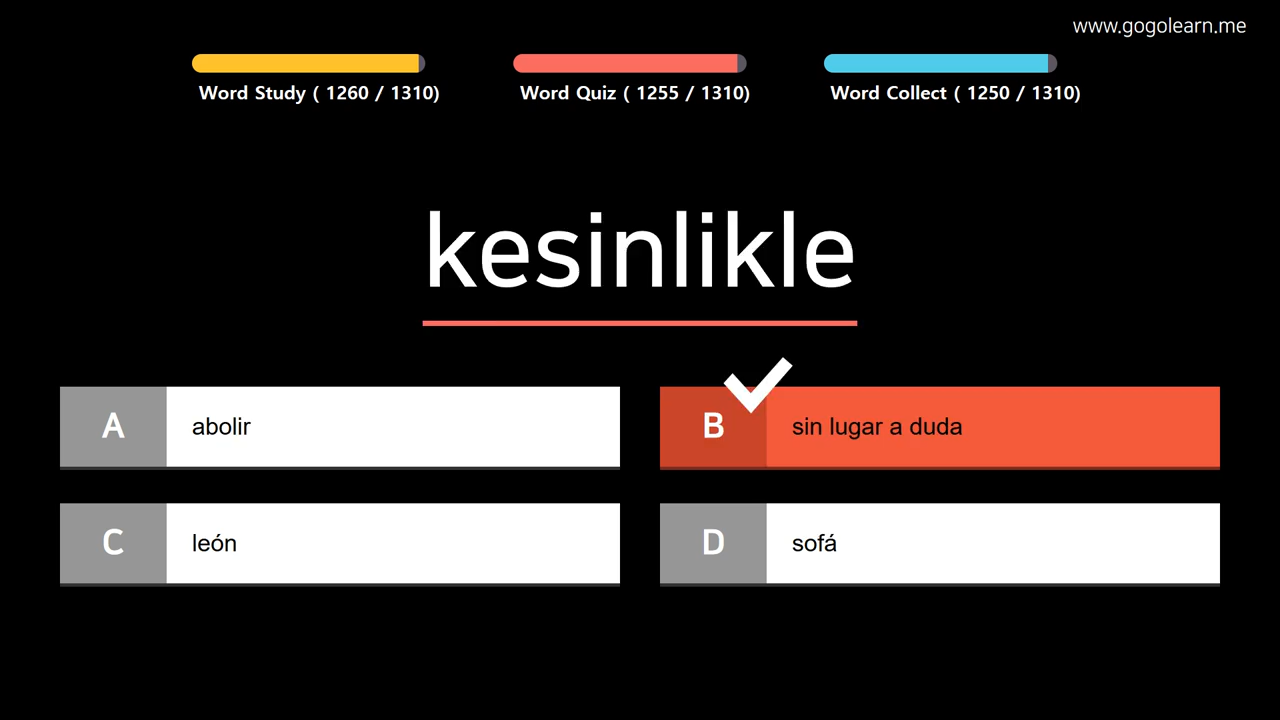 www.gogolearn.me
Word Study ( 1260 / 1310)
Word Quiz ( 1255 / 1310)
Word Collect ( 1250 / 1310)
kesinlikle
A
abolir
B
sin lugar a duda
C
león
D
sofá